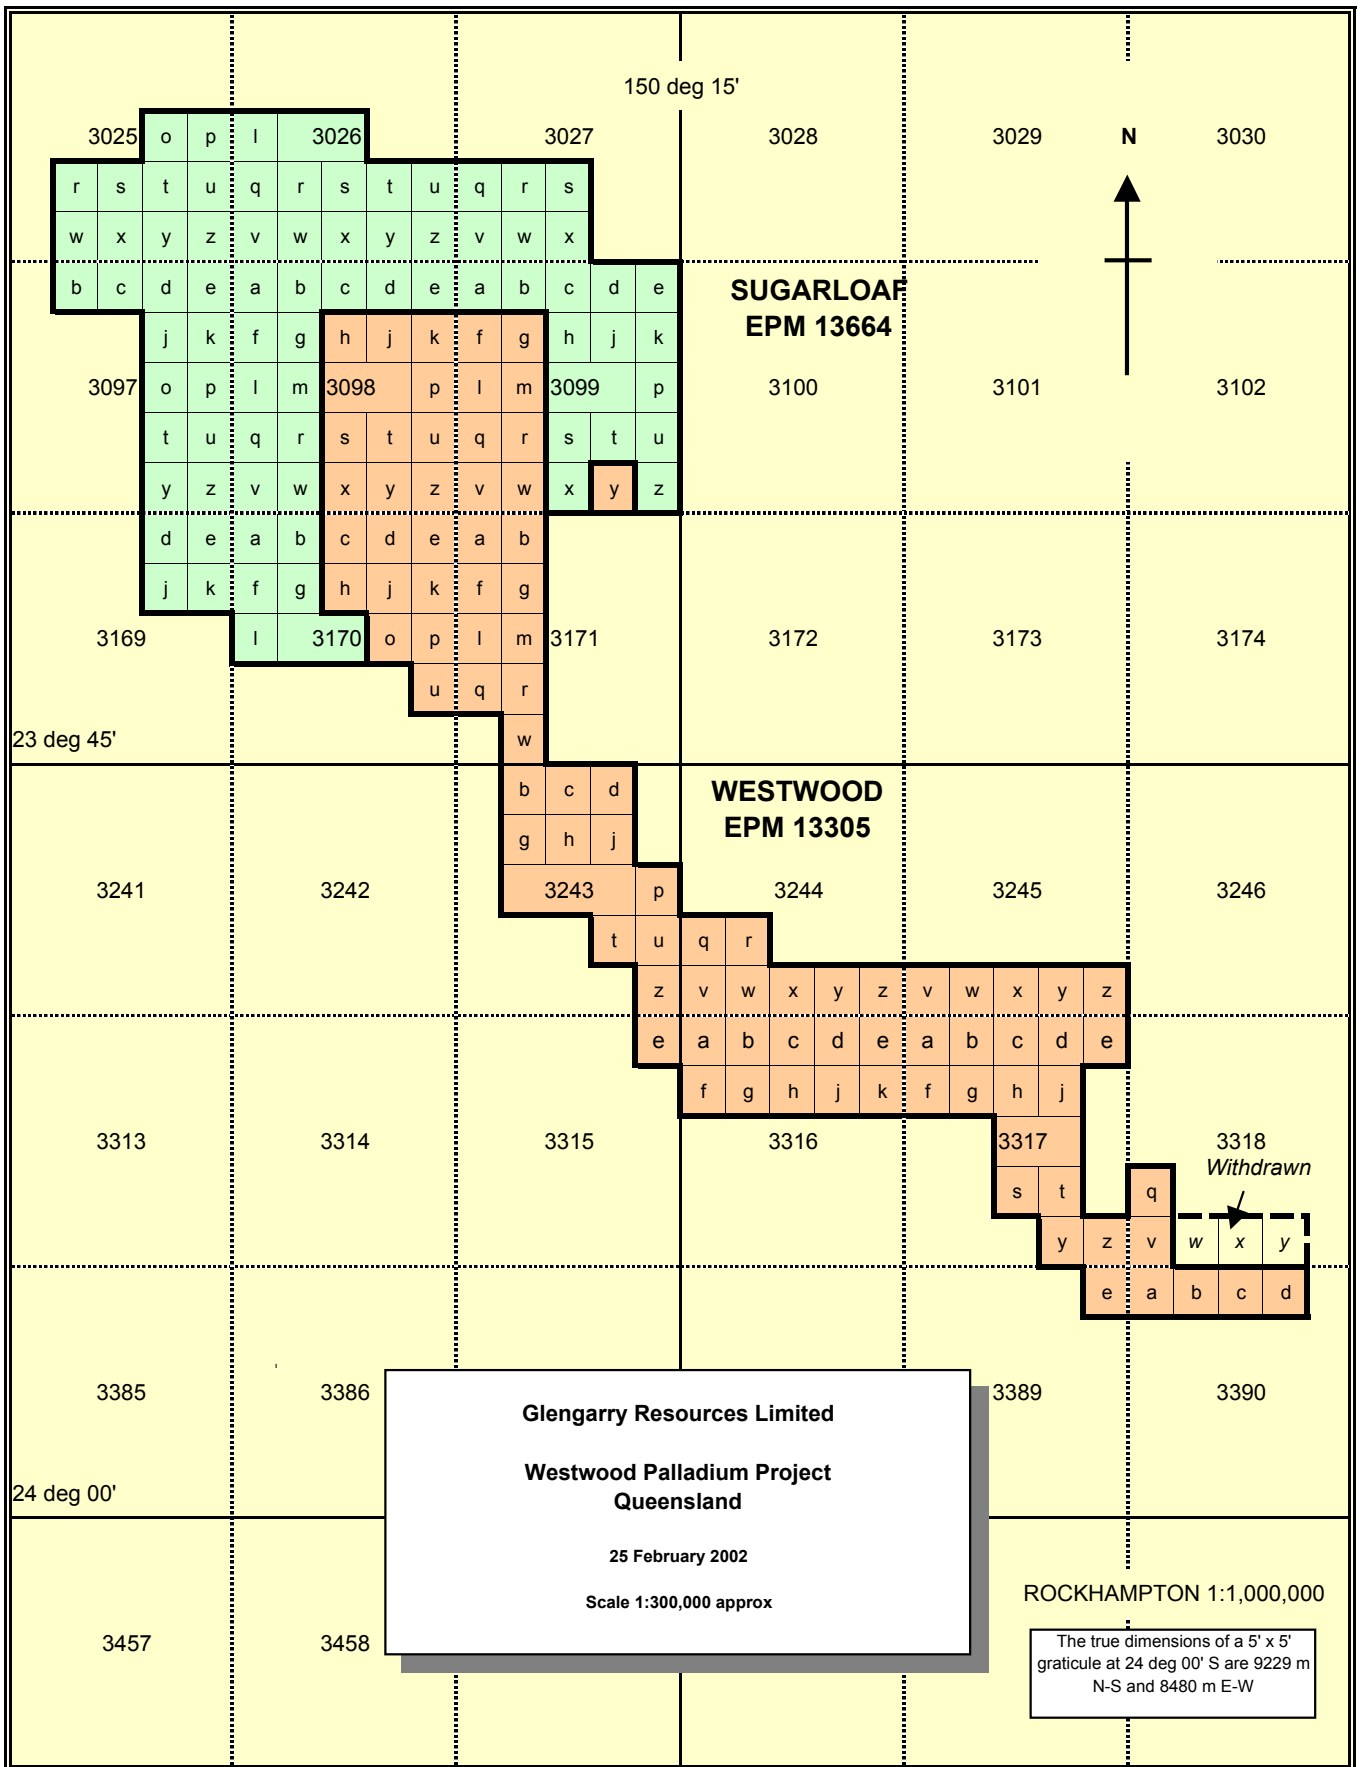 150 deg 15'
3025 o p l 3026 3027 3028 3029 N 3030
r s t u q r s t u q r s
w x y z v w x y z v w x
b c d e a b c d e a b c d e
SUGARLOAF
EPM 13664
j k f g h j k f g h j k
3097 o p l m 3098 p l m 3099 p 3100 3101 3102
t u q r s t u q r s t u
y z v w x y z v w x y z
d e a b c d e a b
j k f g h j k f g
3169 l 3170 o p l m 3171 3172 3173 3174
u q r
23 deg 45' w
b c d
WESTWOOD
EPM 13305
g h j
3241 3242 3243 p 3244 3245 3246
t u q r
z v w x y z v w x y z
e a b c d e a b c d e
f g h j k f g h j
3313 3314 3315 3316 3317 3318
Withdrawn
s t q
y z v w x y
e a b c d
3385 3386 3389 3390
Glengarry Resources Limited
Westwood Palladium Project
Queensland
24 deg 00'
25 February 2002
Scale 1:300,000 approx
ROCKHAMPTON 1:1,000,000
3457 3458
The true dimensions of a 5' x 5'
graticule at 24 deg 00' S are 9229 m
N-S and 8480 m E-W